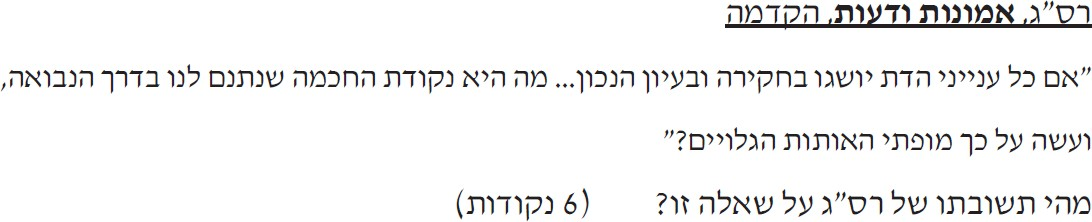 רס"ג, אמונות ודעות, הקדמה
"אם כל ענייני הדת יושגו בחקירה ובעיון הנכון... מה היא נקודת החכמה שנתנם לנו בדרך הנבואה,
ועשה על כך מופתי האותות הגלויים?"
מהי תשובתו של רס"ג על שאלה זו? (6 נקודות)